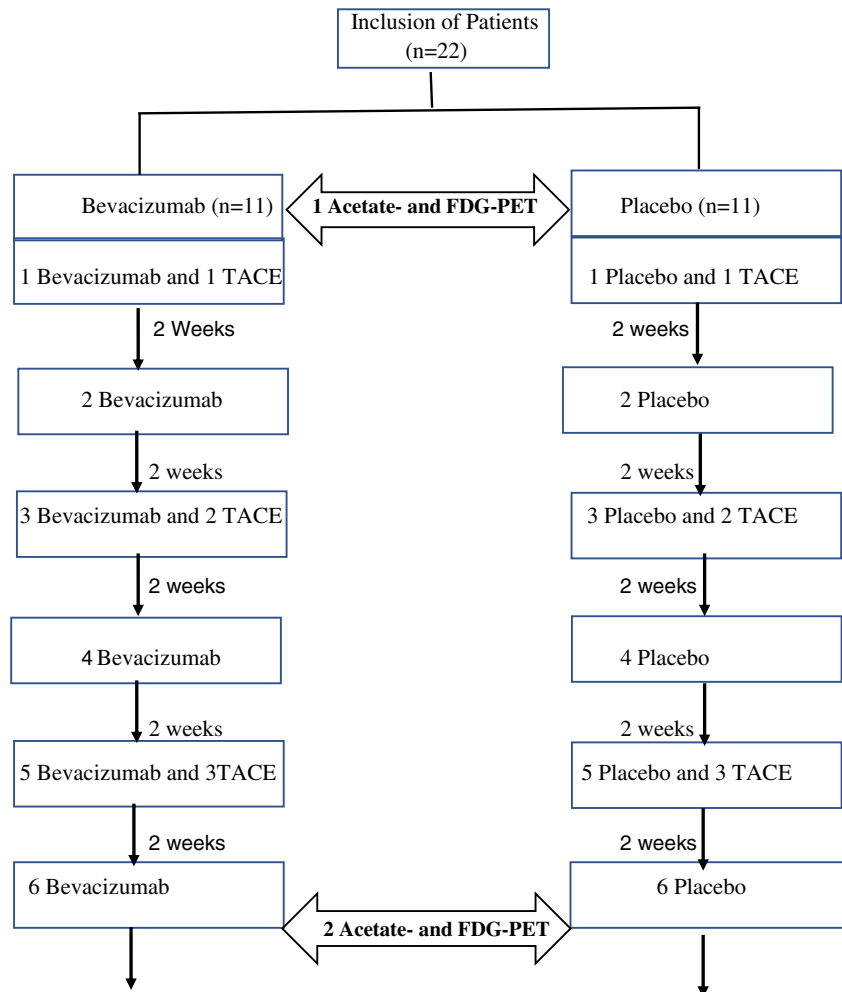 Inclusion of Patients
(n=22)
Bevacizumab (n=11)
1 Acetate- and FDG-PET
Placebo (n=11)
1 Bevacizumab and 1 TACE
1 Placebo and 1 TACE
2 Weeks
2 weeks
2 Bevacizumab
2 Placebo
2 weeks
2 weeks
3 Bevacizumab and 2 TACE
3 Placebo and 2 TACE
2 weeks
2 weeks
4 Bevacizumab
4 Placebo
2 weeks
2 weeks
5 Bevacizumab and 3TACE
5 Placebo and 3 TACE
2 weeks
2 weeks
6 Bevacizumab
6 Placebo
2 Acetate- and FDG-PET